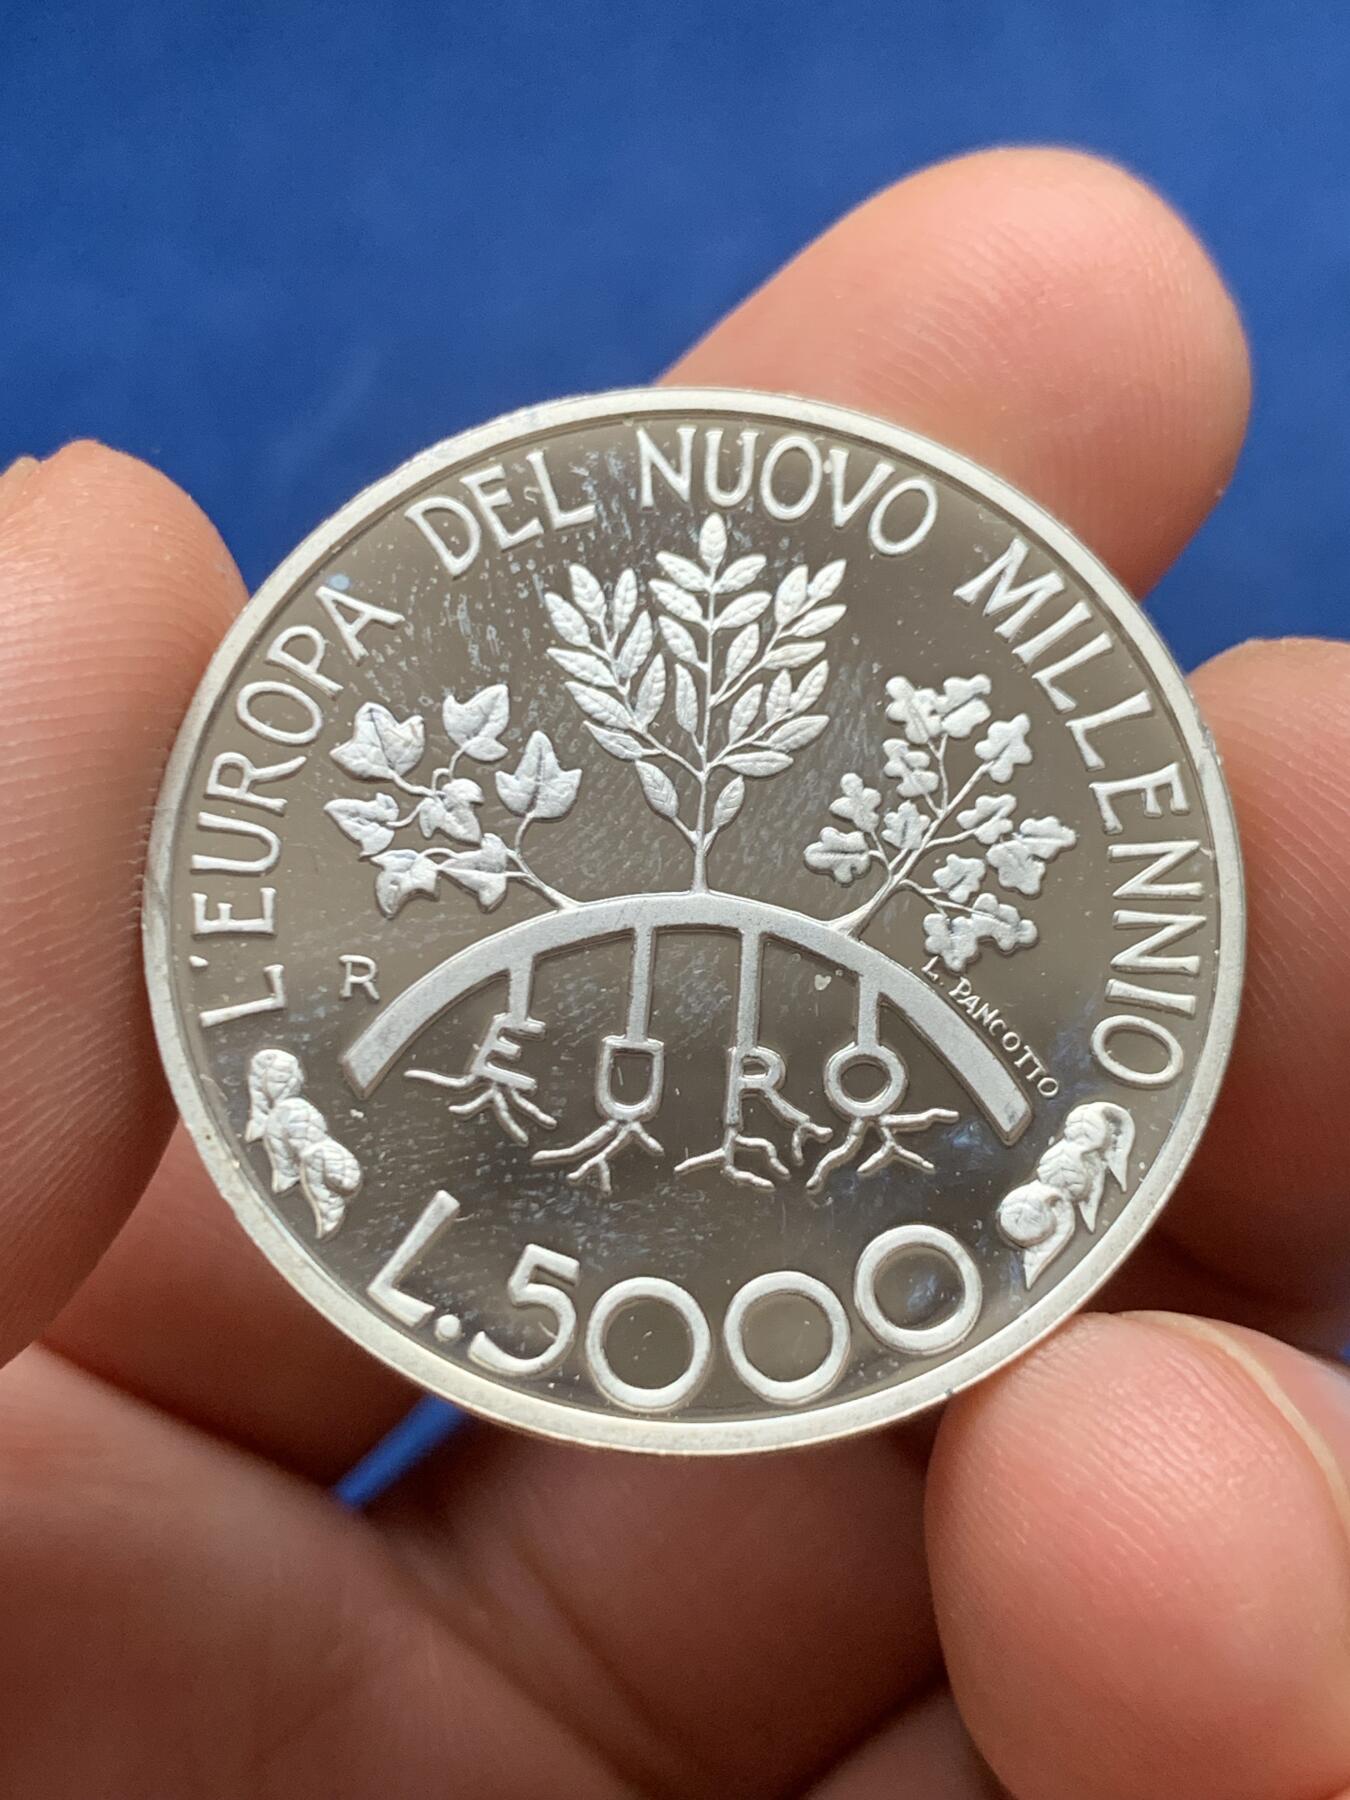 L'EUROPA DEL NUOVO MILLENNIO
R
L. PANCOTTO
EURO
L.5000